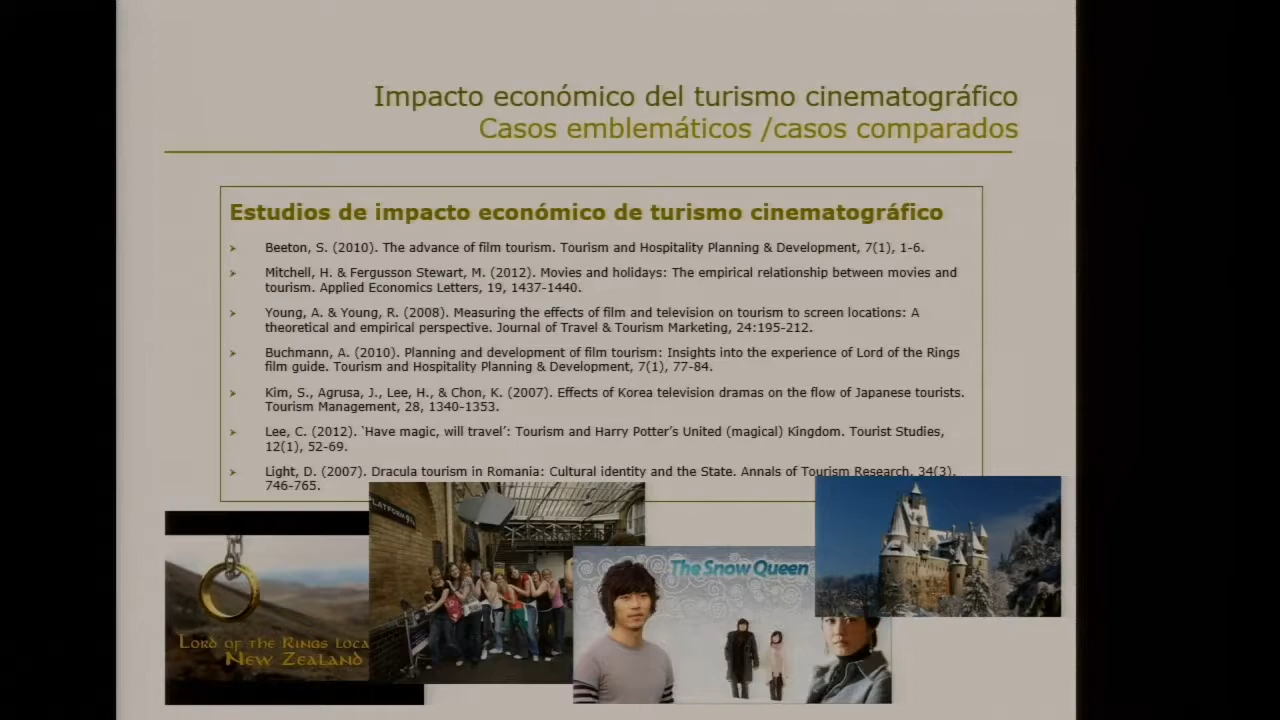 Impacto económico del turismo cinematográfico
Casos emblemáticos /casos comparados
Estudios de impacto económico de turismo cinematográfico
Beeton, S. (2010). The advance of film tourism. Tourism and Hospitality Planning & Development, 7(1), 1-6.
Mitchell, H. & Fergusson Stewart, M. (2012). Movies and holidays: The empirical relationship between movies and
tourism. Applied Economics Letters, 19, 1437-1440.
Young, A. & Young, R. (2008). Measuring the effects of film and television on tourism to screen locations: A
theoretical and empirical perspective. Journal of Travel & Tourism Marketing, 24:195-212.
Buchmann, A. (2010). Planning and development of film tourism: Insights into the experience of Lord of the Rings
film guide. Tourism and Hospitality Planning & Development, 7(1), 77-84.
Kim, S., Agrusa, J., Lee, H., & Chon, K. (2007). Effects of Korea television dramas on the flow of Japanese tourists.
Tourism Management, 28, 1340-1353.
Lee, C. (2012). ‘Have magic, will travel’: Tourism and Harry Potter’s United (magical) Kingdom. Tourist Studies,
12(1), 52-69.
Light, D. (2007). Dracula tourism in Romania: Cultural identity and the State. Annals of Tourism Research, 34(3),
746-765.
LATFORM
The Snow Queen
Lord of the Rings Loca
New Zealand